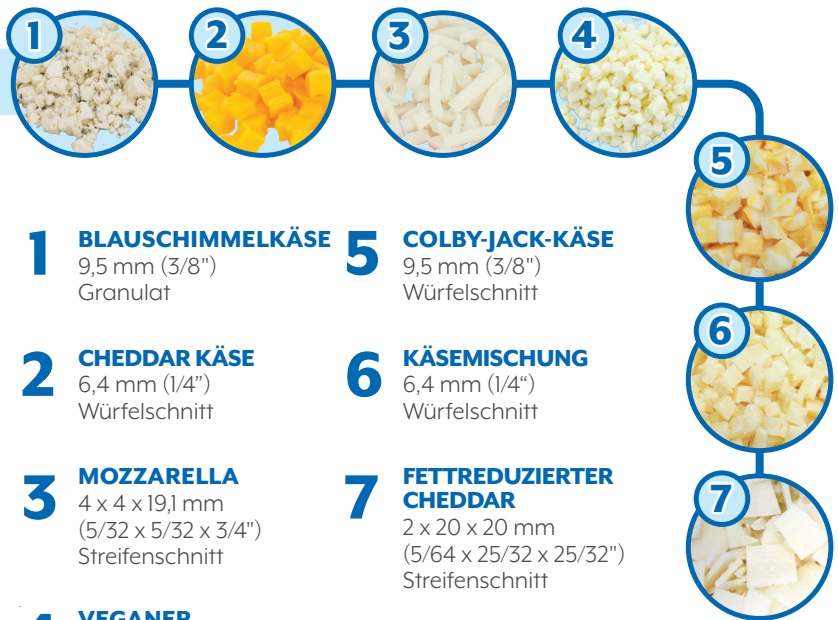 1
2
3
4
5
6
7
1 BLAUSCHIMMELKÄSE
9,5 mm (3/8")
Granulat
2 CHEDDAR KÄSE
6,4 mm (1/4”)
Würfelschnitt
3 MOZZARELLA
4 x 4 x 19,1 mm
(5/32 x 5/32 x 3/4")
Streifenschnitt
VEGANER
5 COLBY-JACK-KÄSE
9,5 mm (3/8")
Würfelschnitt
6 KÄSEMISCHUNG
6,4 mm (1/4“)
Würfelschnitt
7 FETTREDUZIERTER
CHEDDAR
2 x 20 x 20 mm
(5/64 x 25/32 x 25/32")
Streifenschnitt